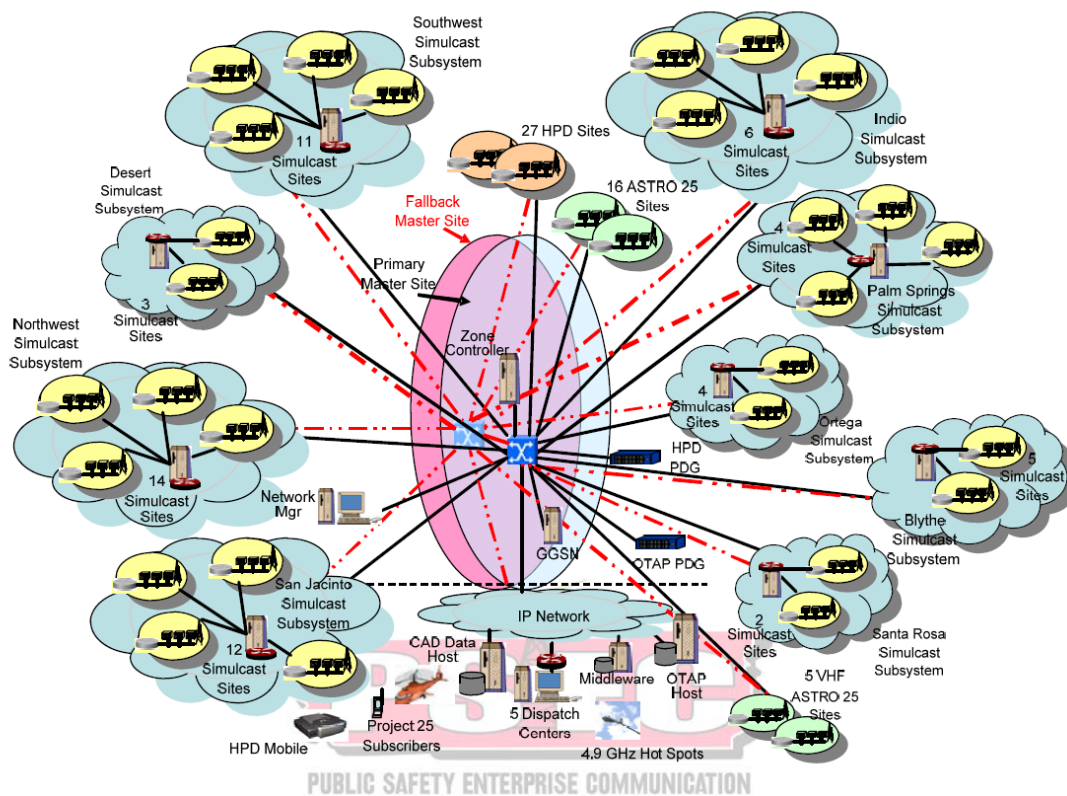 Southwest
Simulcast
Subsystem
11
Simulcast
Sites
27 HPD Sites
16 ASTRO 25
Sites
6
Simulcast
Sites
Indio
Simulcast
Subsystem
Desert
Simulcast
Subsystem
3
Simulcast
Sites
Fallback
Master Site
Primary
Master Site
Zone
Controller
4
Simulcast
Sites
Palm Springs
Simulcast
Subsystem
Northwest
Simulcast
Subsystem
14
Simulcast
Sites
4
Simulcast
Sites
Ortega
Simulcast
Subsystem
HPD
PDG
5
Simulcast
Sites
Blythe
Simulcast
Subsystem
Network
Mgr
GGSN
OTAP PDG
San Jacinto
Simulcast
Subsystem
12
Simulcast
Sites
2
Simulcast
Sites
Santa Rosa
Simulcast
Subsystem
IP Network
CAD Data
Host
Middleware
OTAP
Host
5 VHF
ASTRO 25
Sites
HPD Mobile
Project 25
Subscribers
5 Dispatch
Centers
4.9 GHz Hot Spots
PSEC
PUBLIC SAFETY ENTERPRISE COMMUNICATION